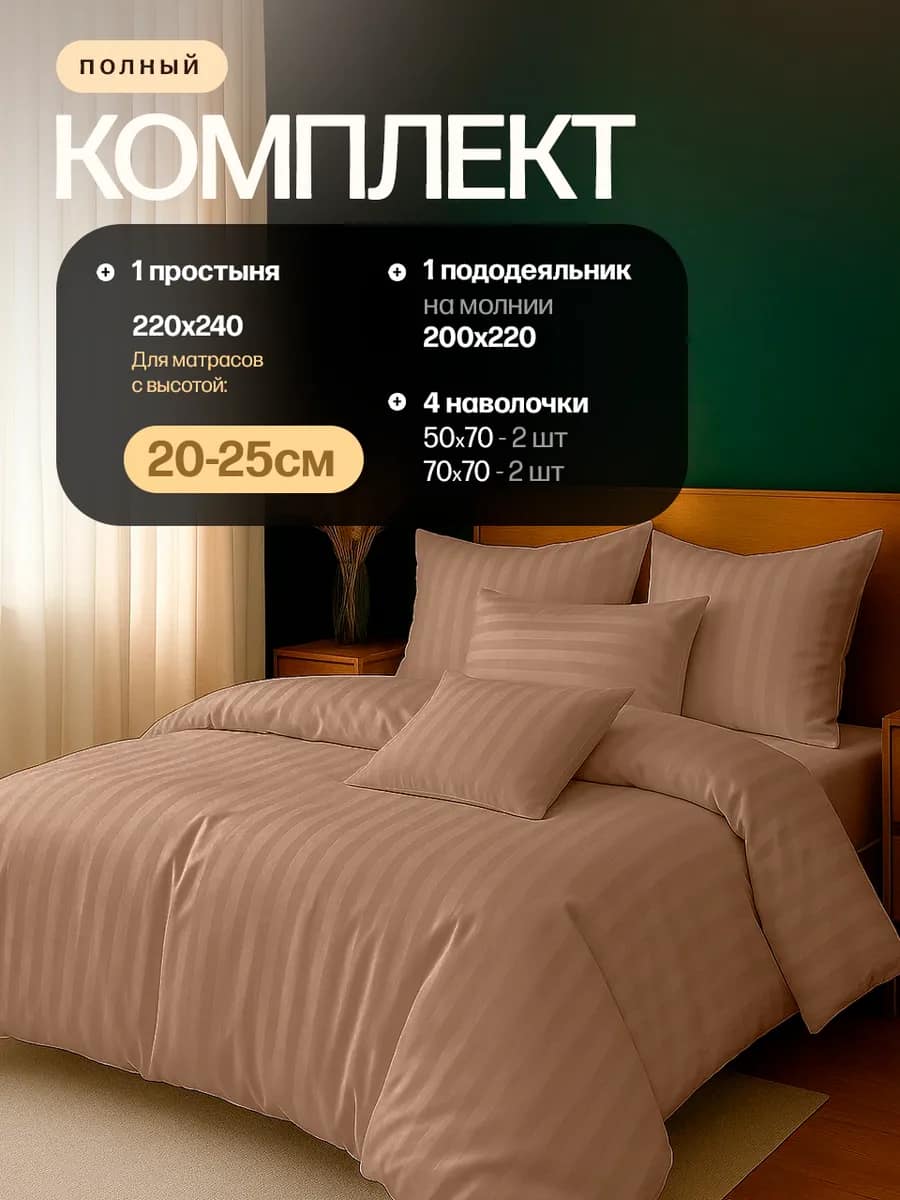 ПОЛНЫЙ
КОМПЛЕКТ
1 простыня
220x240
Для матрасов
с высотой:
20-25см
1 пододеяльник
на молнии
200x220
4 наволочки
50x70 - 2 шт
70x70 - 2 шт